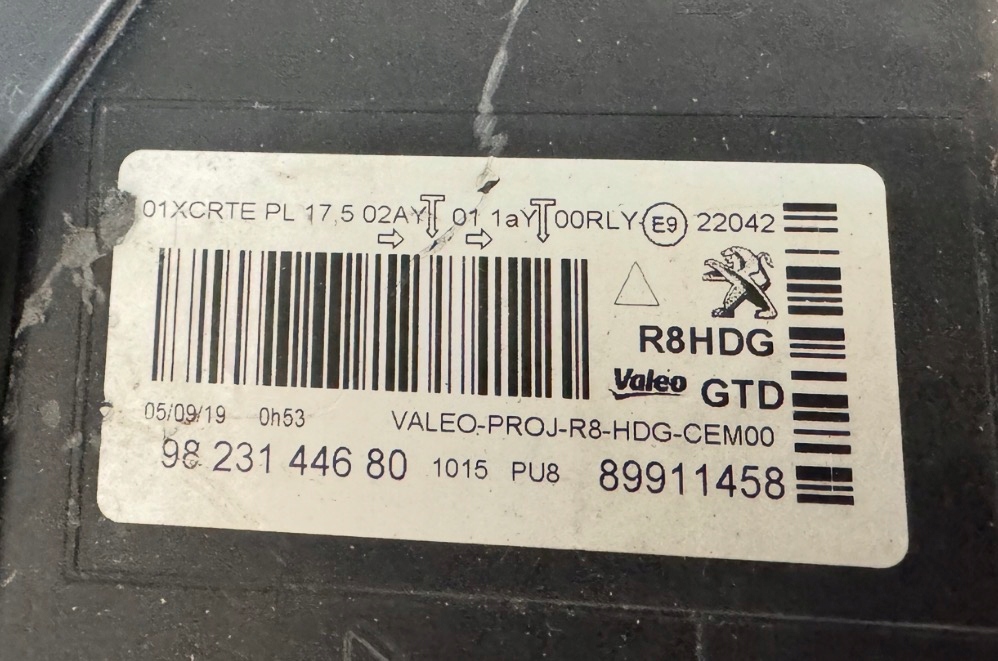 01XCRTE PL 17,5 02AY 01 1aY 00RLY E9 22042
R8HDG
Valeo GTD
05/09/19 0h53 VALEO-PROJ-R8-HDG-CEM00
98 231 446 80 1015 PU8 89911458